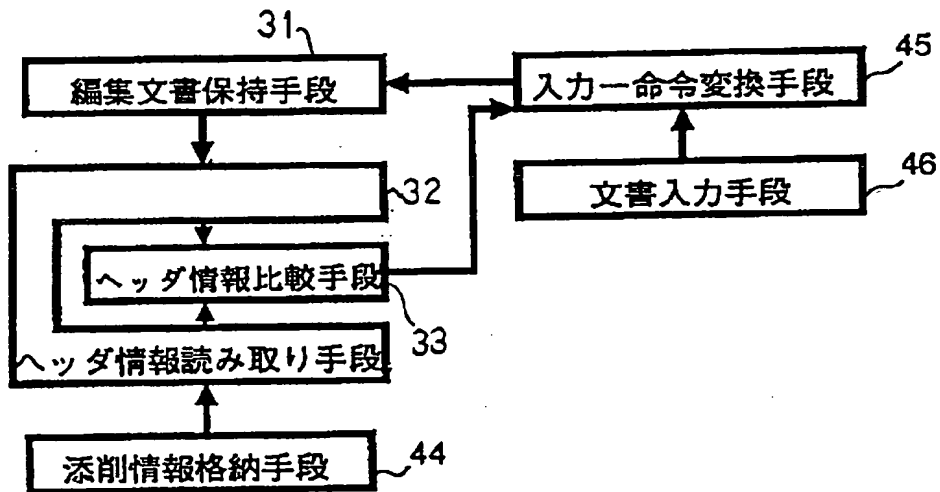 31
編集文書保持手段
入力一命令変換手段
45
文書入力手段
46
32
ヘッダ情報比較手段
33
ヘッダ情報読み取り手段
添削情報格納手段
44